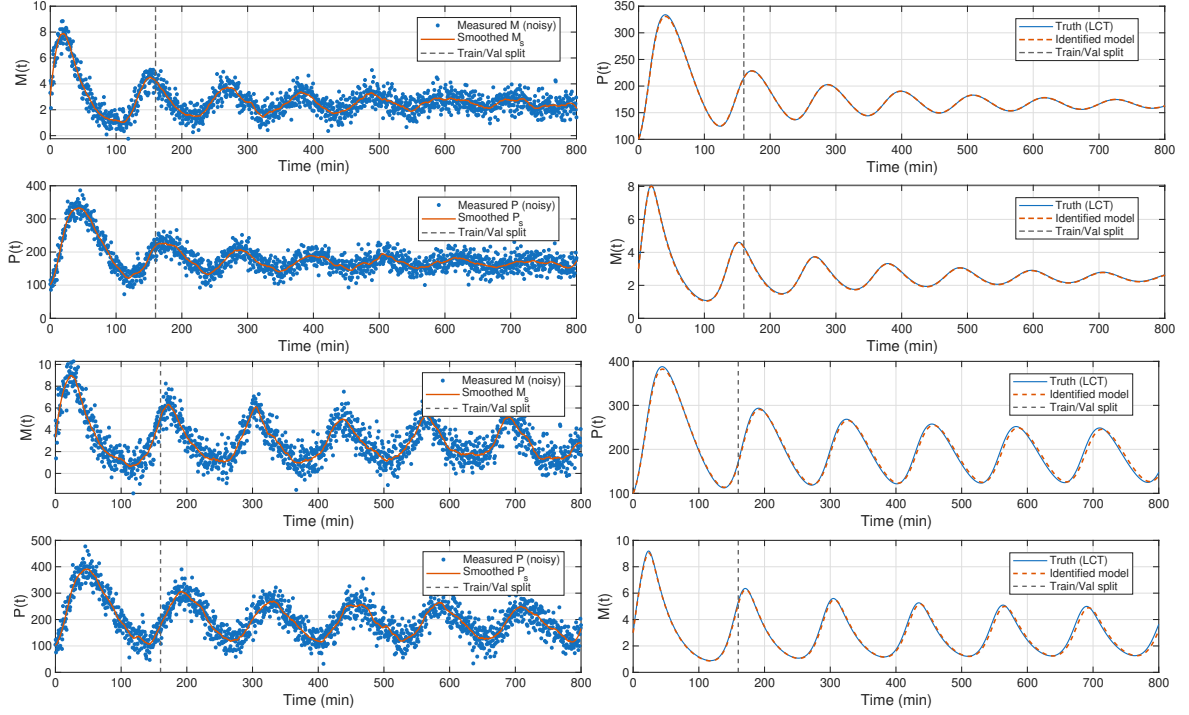 M(t)
8
6
4
2
0
0 100 200 300 400 500 600 700 800
Time (min)
Measured M (noisy)
Smoothed M_s
Train/Val split
P(t)
350
300
250
200
150
100
0 100 200 300 400 500 600 700 800
Time (min)
Truth (LCT)
Identified model
Train/Val split
P(t)
400
300
200
100
0
0 100 200 300 400 500 600 700 800
Time (min)
Measured P (noisy)
Smoothed P_s
Train/Val split
M(t)
8
6
4
2
0
0 100 200 300 400 500 600 700 800
Time (min)
Truth (LCT)
Identified model
Train/Val split
M(t)
10
8
6
4
2
0
0 100 200 300 400 500 600 700 800
Time (min)
Measured M (noisy)
Smoothed M_s
Train/Val split
P(t)
400
300
200
100
0 100 200 300 400 500 600 700 800
Time (min)
Truth (LCT)
Identified model
Train/Val split
P(t)
500
400
300
200
100
0
0 100 200 300 400 500 600 700 800
Time (min)
Measured P (noisy)
Smoothed P_s
Train/Val split
M(t)
10
8
6
4
2
0
0 100 200 300 400 500 600 700 800
Time (min)
Truth (LCT)
Identified model
Train/Val split